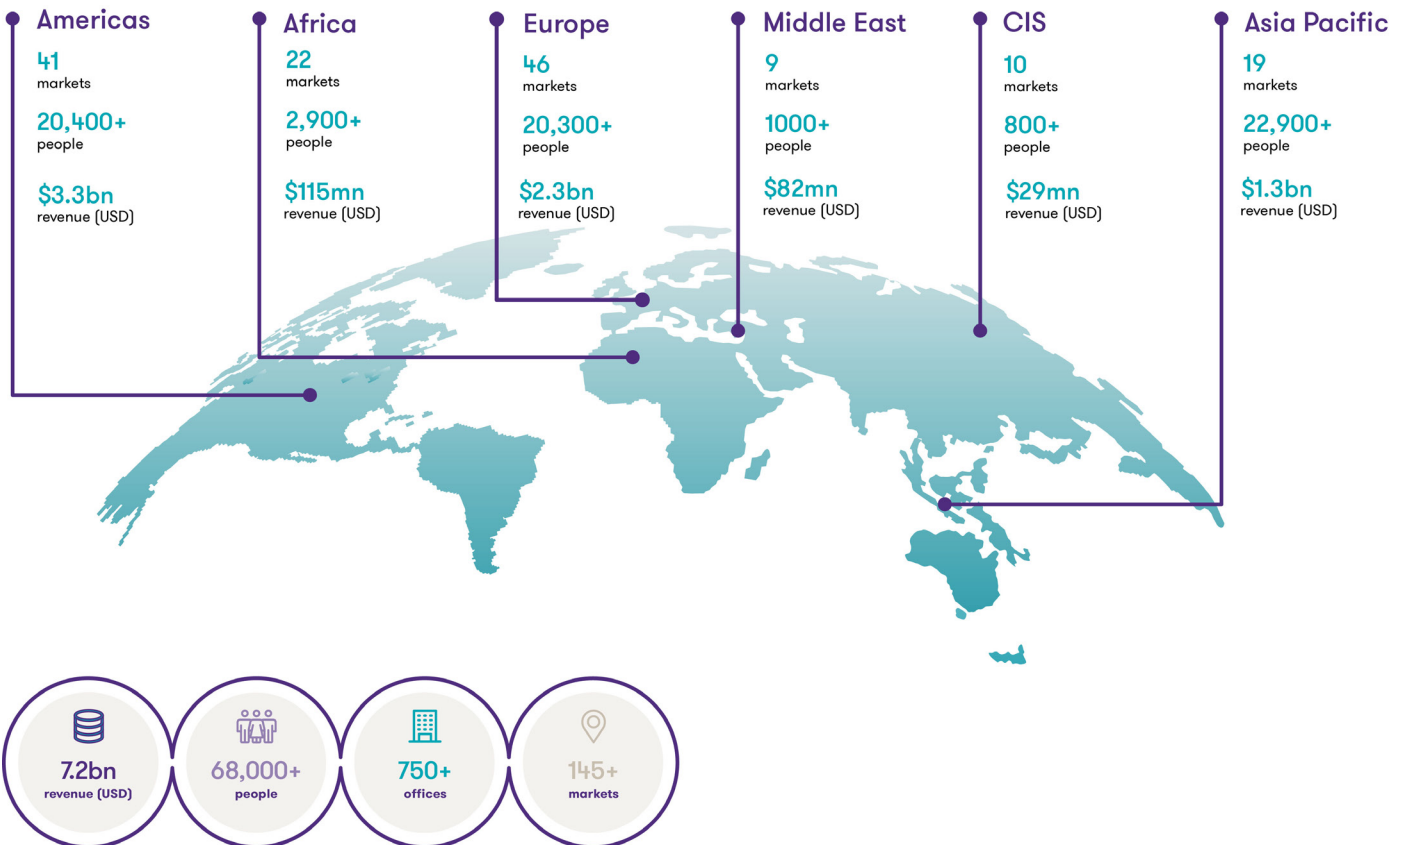 Americas
41
markets
20,400+
people
$3.3bn
revenue (USD)
Africa
22
markets
2,900+
people
$115mn
revenue (USD)
Europe
46
markets
20,300+
people
$2.3bn
revenue (USD)
Middle East
9
markets
1000+
people
$82mn
revenue (USD)
CIS
10
markets
800+
people
$29mn
revenue (USD)
Asia Pacific
19
markets
22,900+
people
$1.3bn
revenue (USD)
7.2bn
revenue (USD)
68,000+
people
750+
offices
145+
markets